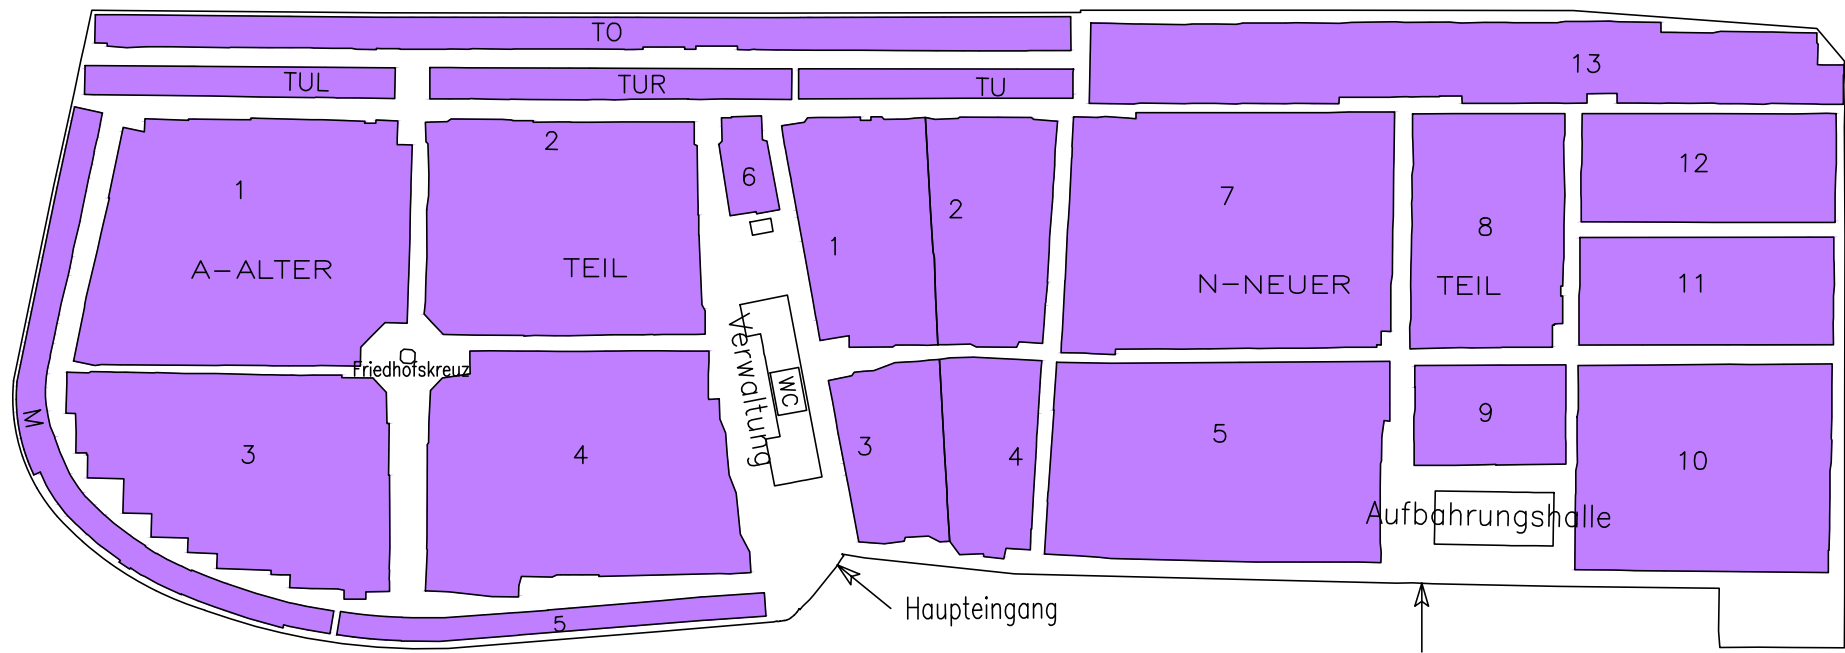 TO
13
TUL
TUR
TU
2
12
1
6
7
2
8
1
A-ALTER
TEIL
N-NEUER
TEIL
11
Verwaltung
Friedhofskreuz
WC
M
3
4
3
4
5
9
10
Aufbahrungshalle
Haupteingang
5